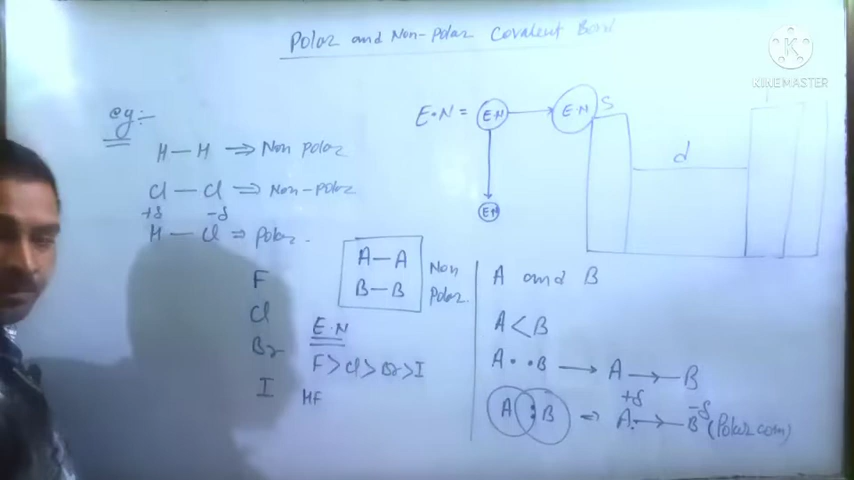 Polar and Non-polar Covalent Bond
K
KINEMASTER
eg:-
H—H ⇒ Non polar
Cl—Cl ⇒ Non-polar
+δ -δ
H—Cl ⇒ Polar.
F
Cl
Br
I
E.N
F>Cl>Br>I
HF
A—A
B—B
Non
Polar.
E.N = E.N → E.N S
E.N
d
A and B
A<B
A··B → A→B
A:B ⇒ +δ A.→B -δ (Polar com)